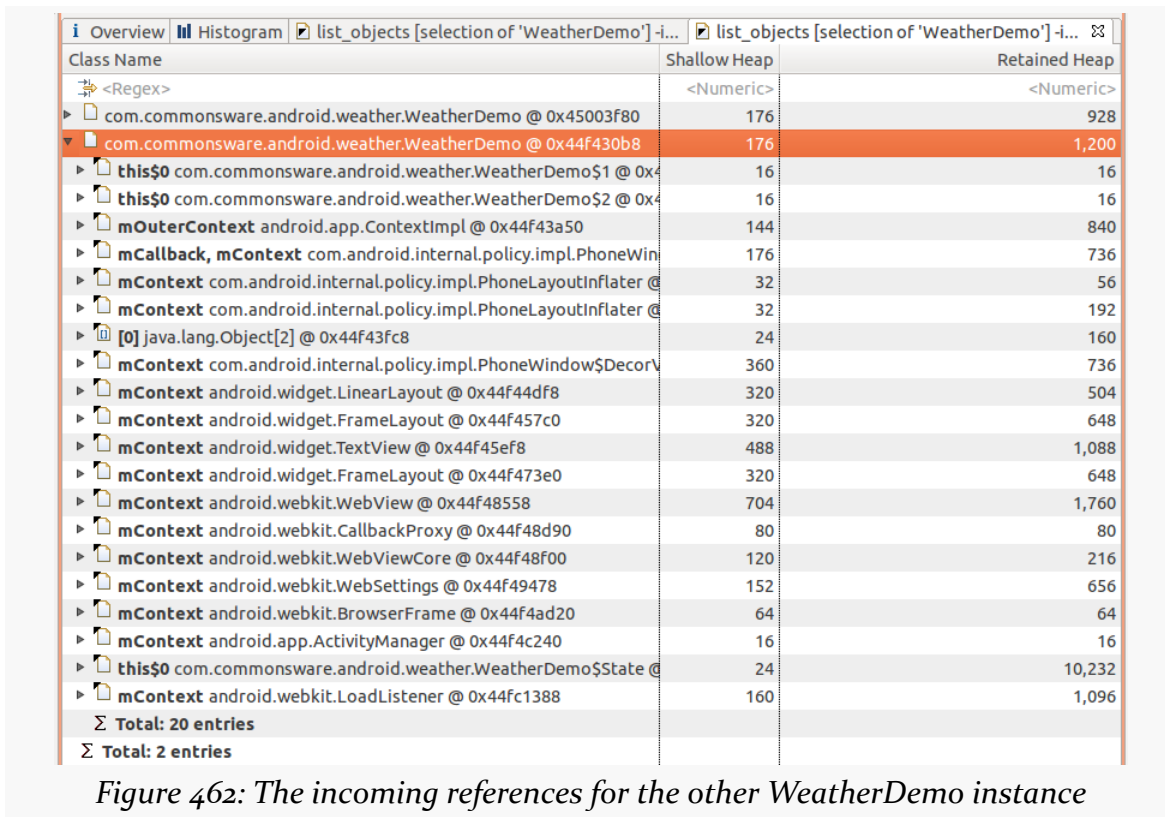 i Overview Histogram list_objects [selection of 'WeatherDemo'] -i... list_objects [selection of 'WeatherDemo'] -i...
Class Name Shallow Heap Retained Heap
<Regex> <Numeric> <Numeric>
com.commonsware.android.weather.WeatherDemo @ 0x45003f80 176 928
com.commonsware.android.weather.WeatherDemo @ 0x44f430b8 176 1,200
this$0 com.commonsware.android.weather.WeatherDemo$1 @ 0x4 16 16
this$0 com.commonsware.android.weather.WeatherDemo$2 @ 0x4 16 16
mOuterContext android.app.ContextImpl @ 0x44f43a50 144 840
mCallback, mContext com.android.internal.policy.impl.PhoneWin 176 736
mContext com.android.internal.policy.impl.PhoneLayoutInflater @ 32 56
mContext com.android.internal.policy.impl.PhoneLayoutInflater @ 32 192
[0] java.lang.Object[2] @ 0x44f43fc8 24 160
mContext com.android.internal.policy.impl.PhoneWindow$DecorV 360 736
mContext android.widget.LinearLayout @ 0x44f44df8 320 504
mContext android.widget.FrameLayout @ 0x44f457c0 320 648
mContext android.widget.TextView @ 0x44f45ef8 488 1,088
mContext android.widget.FrameLayout @ 0x44f473e0 320 648
mContext android.webkit.WebView @ 0x44f48558 704 1,760
mContext android.webkit.CallbackProxy @ 0x44f48d90 80 80
mContext android.webkit.WebViewCore @ 0x44f48f00 120 216
mContext android.webkit.WebSettings @ 0x44f49478 152 656
mContext android.webkit.BrowserFrame @ 0x44f4ad20 64 64
mContext android.app.ActivityManager @ 0x44f4c240 16 16
this$0 com.commonsware.android.weather.WeatherDemo$State @ 24 10,232
mContext android.webkit.LoadListener @ 0x44fc1388 160 1,096
Σ Total: 20 entries
Σ Total: 2 entries
Figure 462: The incoming references for the other WeatherDemo instance